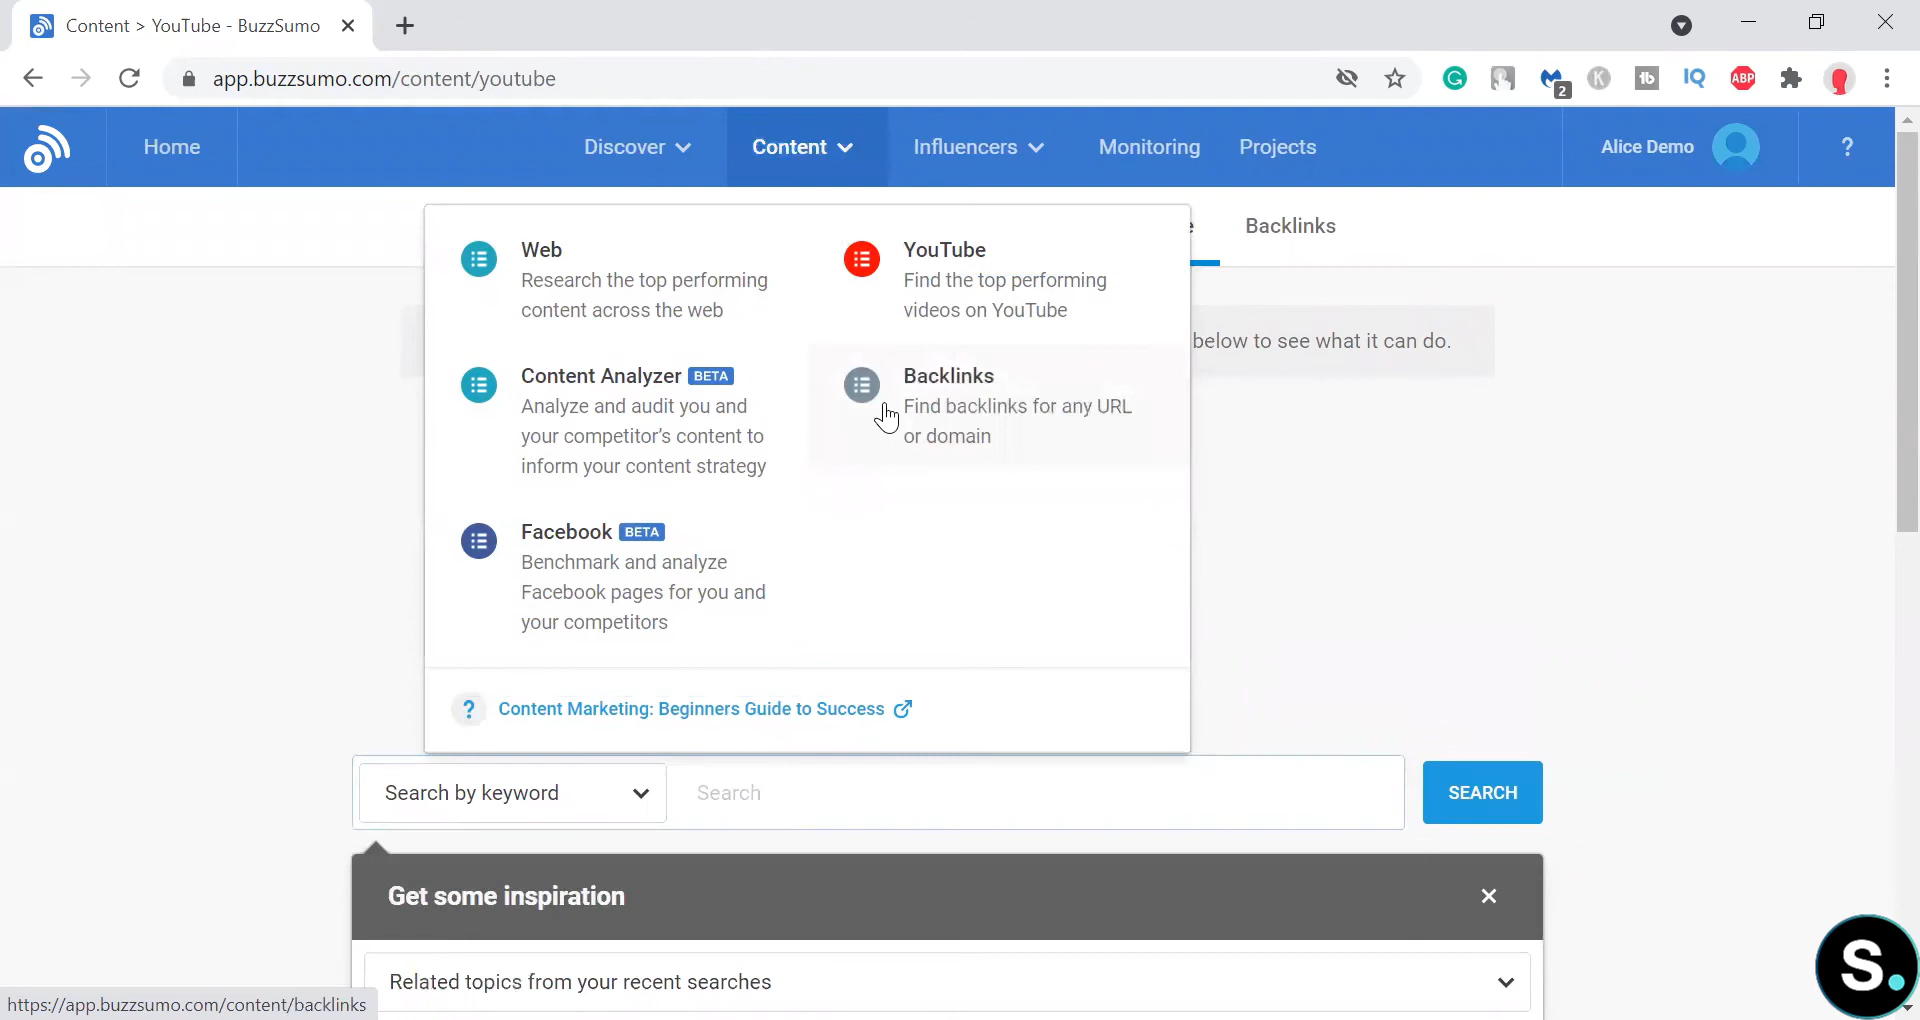 Content > YouTube - BuzzSumo
app.buzzsumo.com/content/youtube
2
K
tb
IQ
ABP
Home
Discover
Content
Influencers
Monitoring
Projects
Alice Demo
?
Backlinks
Web
Research the top performing
content across the web
YouTube
Find the top performing
videos on YouTube
below to see what it can do.
Content Analyzer BETA
Analyze and audit you and
your competitor's content to
inform your content strategy
Backlinks
Find backlinks for any URL
or domain
Facebook BETA
Benchmark and analyze
Facebook pages for you and
your competitors
? Content Marketing: Beginners Guide to Success
Search by keyword
Search
SEARCH
Get some inspiration
Related topics from your recent searches
S.
https://app.buzzsumo.com/content/backlinks